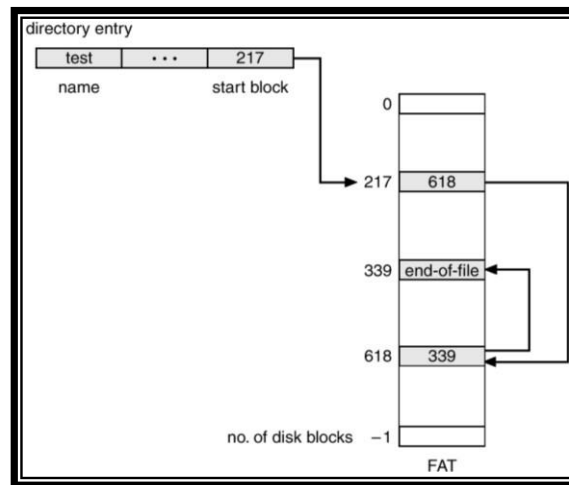 directory entry
test ••• 217
name start block
0
217 618
339 end-of-file
618 339
no. of disk blocks –1
FAT